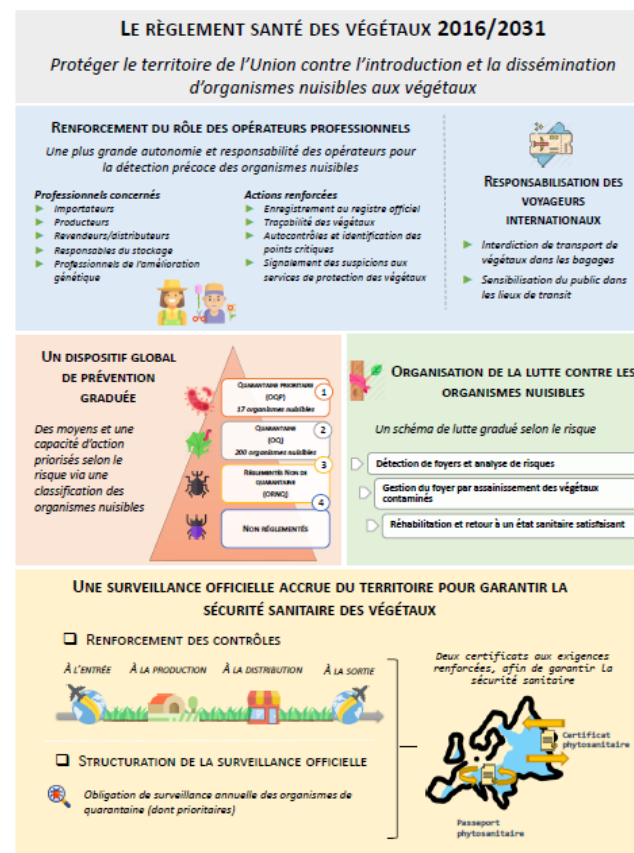 LE RÈGLEMENT SANTÉ DES VÉGÉTAUX 2016/2031
Protéger le territoire de l'Union contre l'introduction et la dissémination
d'organismes nuisibles aux végétaux
RENFORCEMENT DU RÔLE DES OPÉRATEURS PROFESSIONNELS
Une plus grande autonomie et responsabilité des opérateurs pour
la détection précoce des organismes nuisibles
Professionnels concernés
Importateurs
Producteurs
Revendeurs/distributeurs
Responsables du stockage
Professionnels de l'amélioration
génétique
Actions renforcées
Enregistrement au registre officiel
Traçabilité des végétaux
Autocontrôles et identification des
points critiques
Signalement des suspicions aux
services de protection des végétaux
RESPONSABILISATION DES
VOYAGEURS
INTERNATIONAUX
Interdiction de transport de
végétaux dans les bagages
Sensibilisation du public dans
les lieux de transit
UN DISPOSITIF GLOBAL
DE PRÉVENTION
GRADUÉE
Des moyens et une
capacité d'action
priorisés selon le
risque via une
classification des
organismes nuisibles
QUARANTAINE PRIORITAIRE
(OQP)
17 organismes nuisibles
1
QUARANTAINE
(OQ)
200 organismes nuisibles
2
RÉGLEMENTÉS NON DE
QUARANTAINE
(ORNQ)
3
NON RÉGLEMENTÉS
4
ORGANISATION DE LA LUTTE CONTRE LES
ORGANISMES NUISIBLES
Un schéma de lutte gradué selon le risque
Détection de foyers et analyse de risques
Gestion du foyer par assainissement des végétaux
contaminés
Réhabilitation et retour à un état sanitaire satisfaisant
UNE SURVEILLANCE OFFICIELLE ACCRUE DU TERRITOIRE POUR GARANTIR LA
SÉCURITÉ SANITAIRE DES VÉGÉTAUX
RENFORCEMENT DES CONTRÔLES
À L'ENTRÉE À LA PRODUCTION À LA DISTRIBUTION À LA SORTIE
STRUCTURATION DE LA SURVEILLANCE OFFICIELLE
Obligation de surveillance annuelle des organismes de
quarantaine (dont prioritaires)
Deux certificats aux exigences
renforcées, afin de garantir la
sécurité sanitaire
Certificat
phytosanitaire
Passeport
phytosanitaire